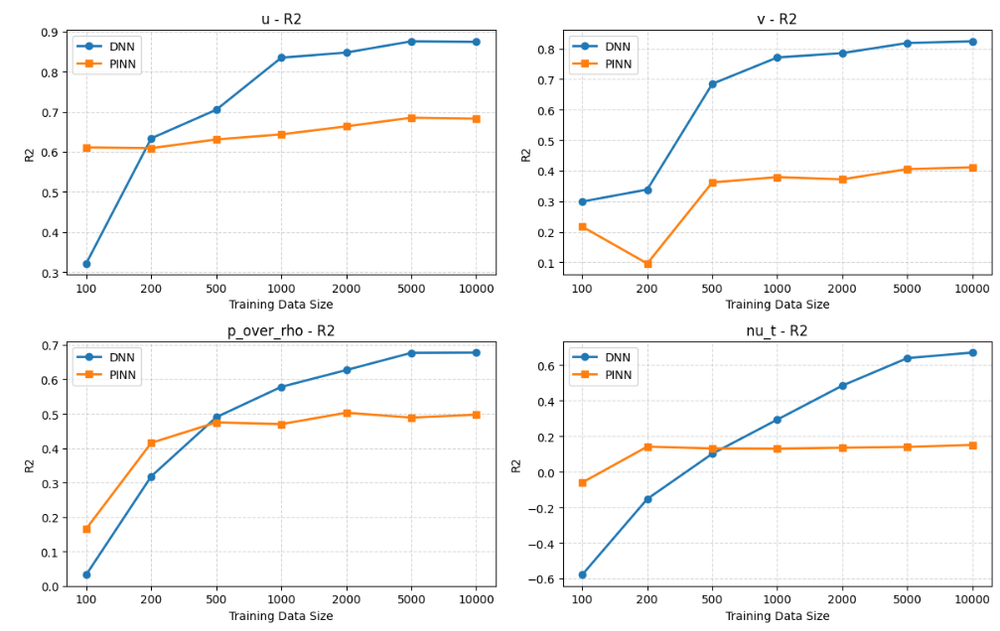 u - R2
DNN
PINN
R2
0.9
0.8
0.7
0.6
0.5
0.4
0.3
100 200 500 1000 2000 5000 10000
Training Data Size
v - R2
DNN
PINN
R2
0.8
0.7
0.6
0.5
0.4
0.3
0.2
0.1
100 200 500 1000 2000 5000 10000
Training Data Size
p_over_rho - R2
DNN
PINN
R2
0.7
0.6
0.5
0.4
0.3
0.2
0.1
0.0
100 200 500 1000 2000 5000 10000
Training Data Size
nu_t - R2
DNN
PINN
R2
0.6
0.4
0.2
0.0
−0.2
−0.4
−0.6
100 200 500 1000 2000 5000 10000
Training Data Size